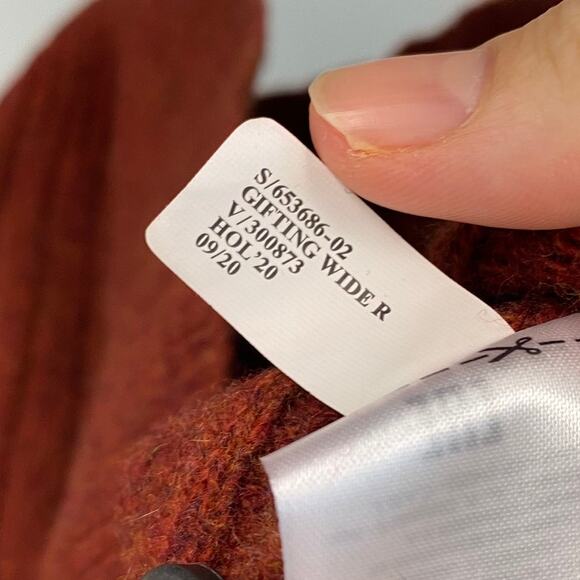 S/653686-02
GIFTING WIDE R
V/300873
HOL'20
09/20